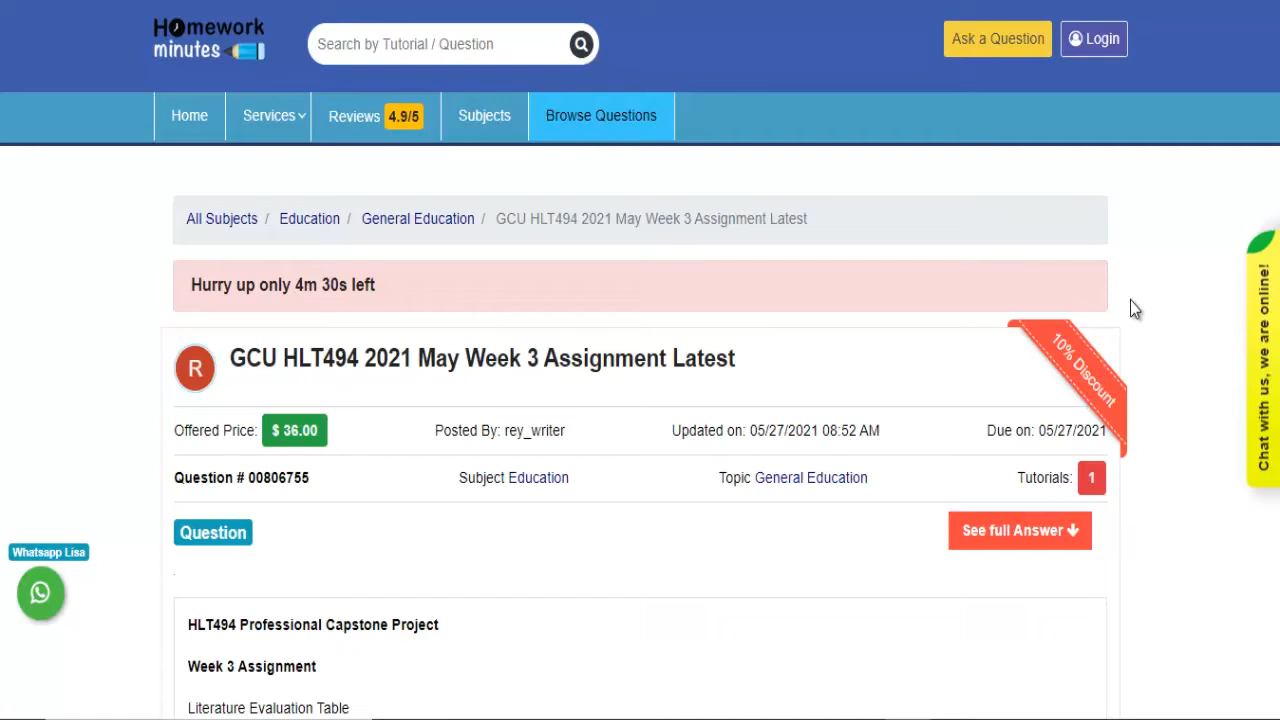 Homework
minutes
Search by Tutorial / Question
Ask a Question
Login
Home
Services
Reviews 4.9/5
Subjects
Browse Questions
All Subjects / Education / General Education / GCU HLT494 2021 May Week 3 Assignment Latest
Hurry up only 4m 30s left
10% Discount
R
GCU HLT494 2021 May Week 3 Assignment Latest
Offered Price: $ 36.00
Posted By: rey_writer
Updated on: 05/27/2021 08:52 AM
Due on: 05/27/2021
Question # 00806755
Subject Education
Topic General Education
Tutorials: 1
Question
See full Answer
HLT494 Professional Capstone Project
Week 3 Assignment
Literature Evaluation Table
Whatsapp Lisa
Chat with us, we are online!